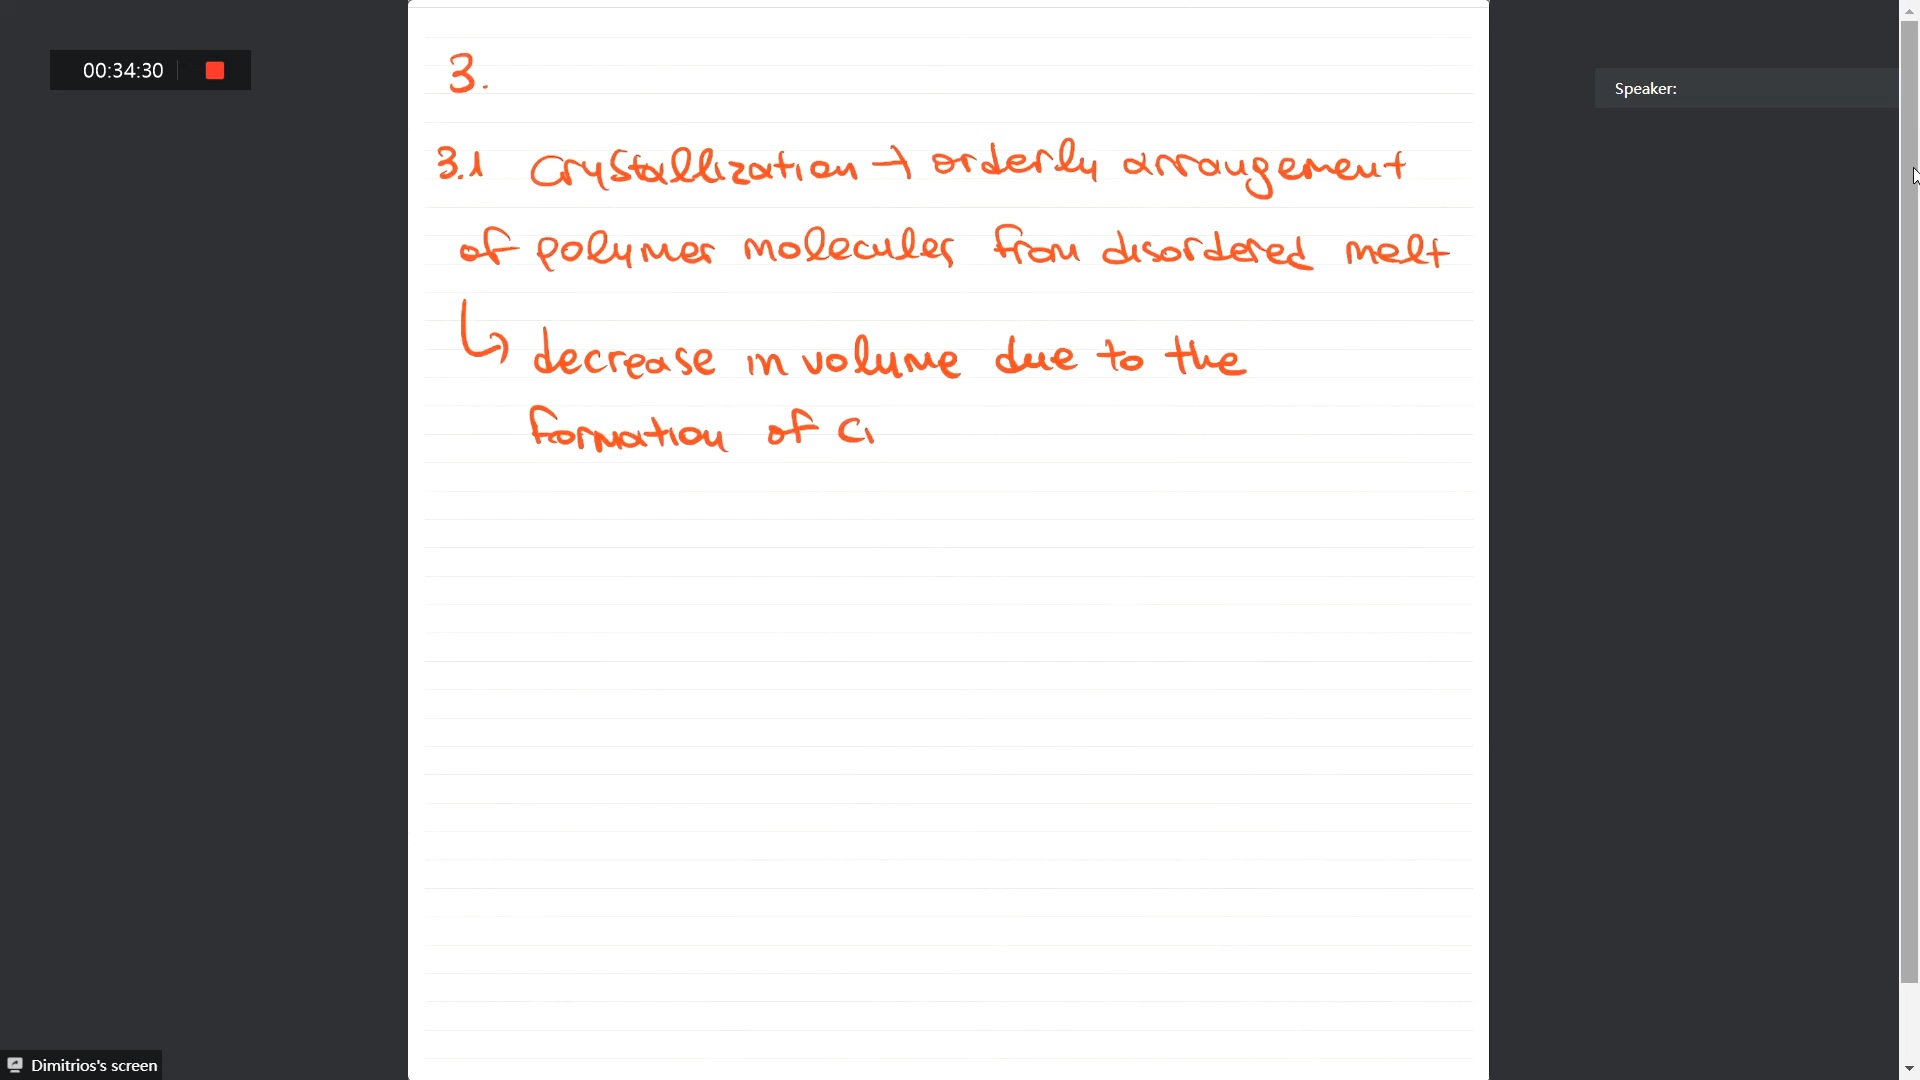 00:34:30
Speaker:
3.
3.1 Crystallization → orderly arrangement
of polymer molecules from disordered melt
↳ decrease in volume due to the
formation of
Dimitrios's screen